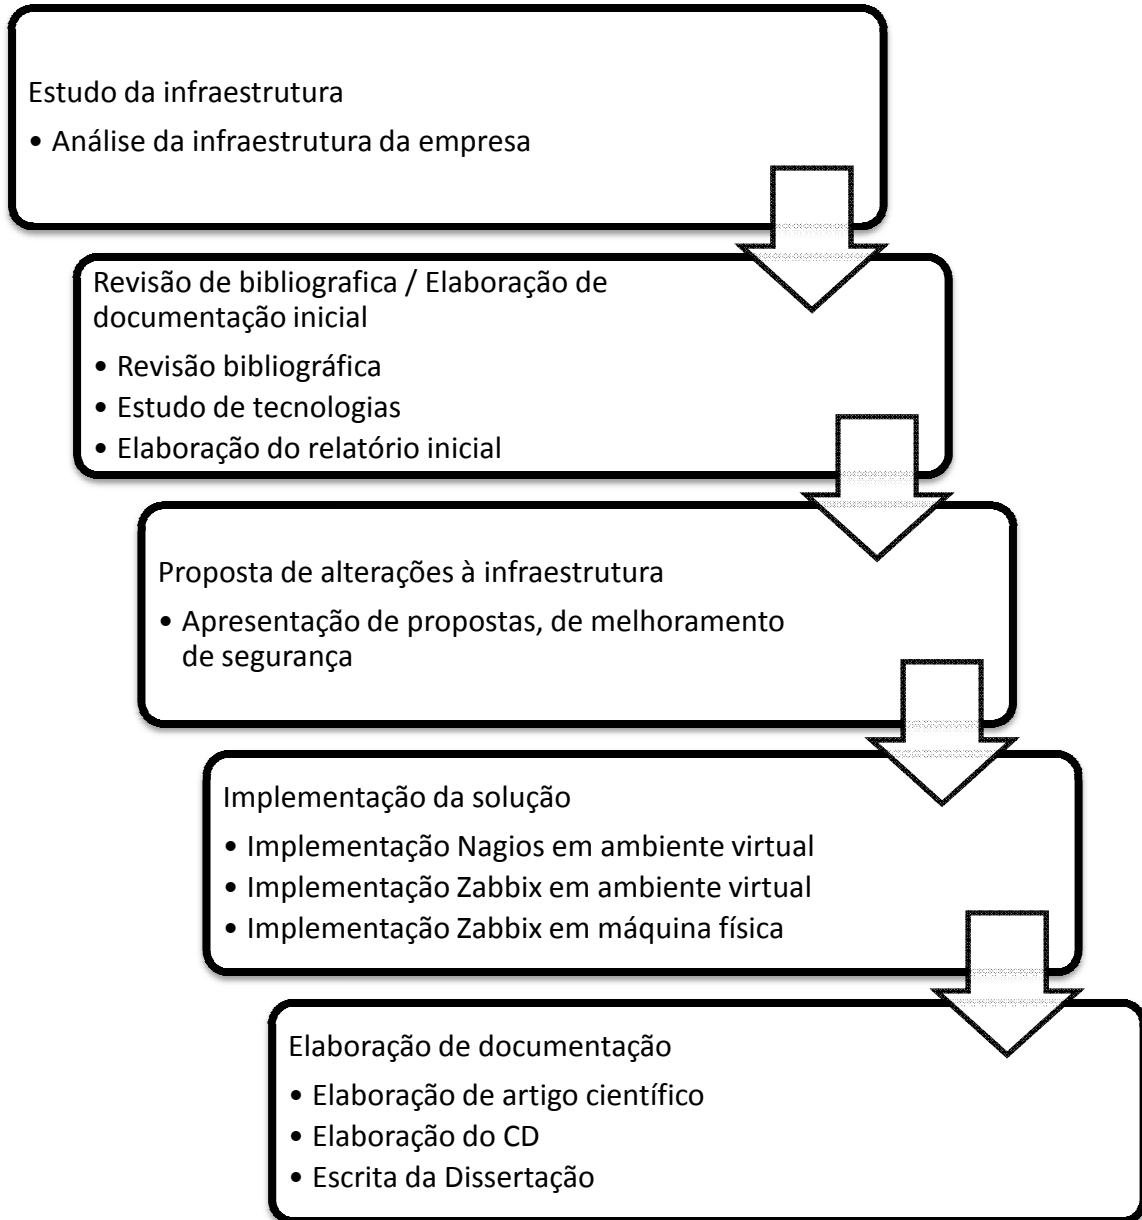 Estudo da infraestrutura
• Análise da infraestrutura da empresa
Revisão de bibliografica / Elaboração de
documentação inicial
• Revisão bibliográfica
• Estudo de tecnologias
• Elaboração do relatório inicial
Proposta de alterações à infraestrutura
• Apresentação de propostas, de melhoramento
de segurança
Implementação da solução
• Implementação Nagios em ambiente virtual
• Implementação Zabbix em ambiente virtual
• Implementação Zabbix em máquina física
Elaboração de documentação
• Elaboração de artigo científico
• Elaboração do CD
• Escrita da Dissertação